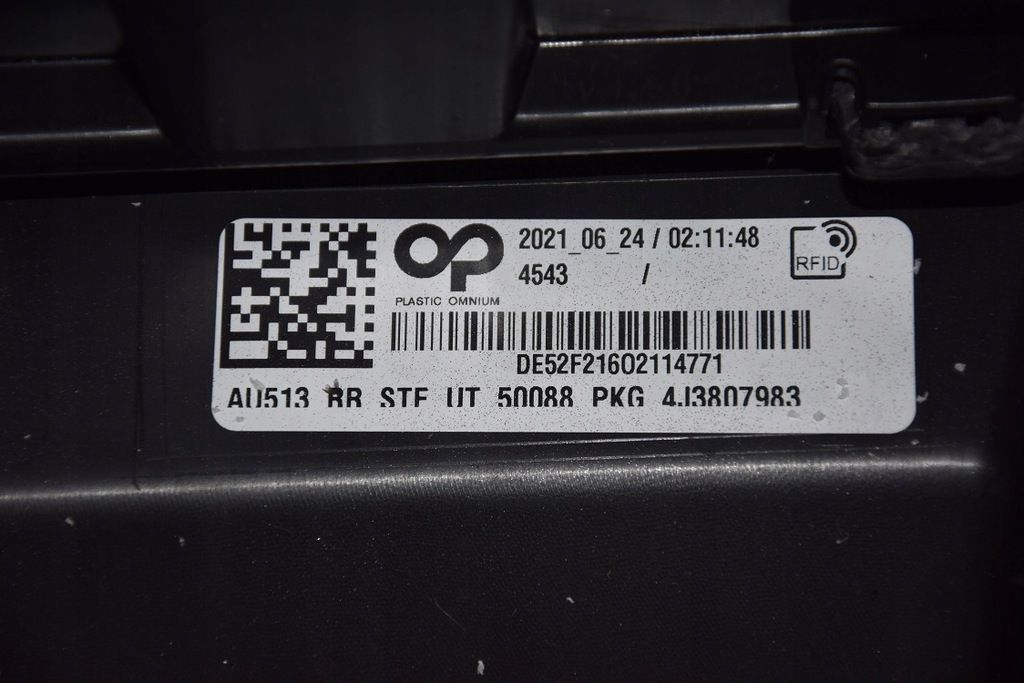 2021_06_24 / 02:11:48
4543 /
RFID
PLASTIC OMNIUM
DE52F21602114771
AU513 RR STF UT 50088 PKG 4J3807983